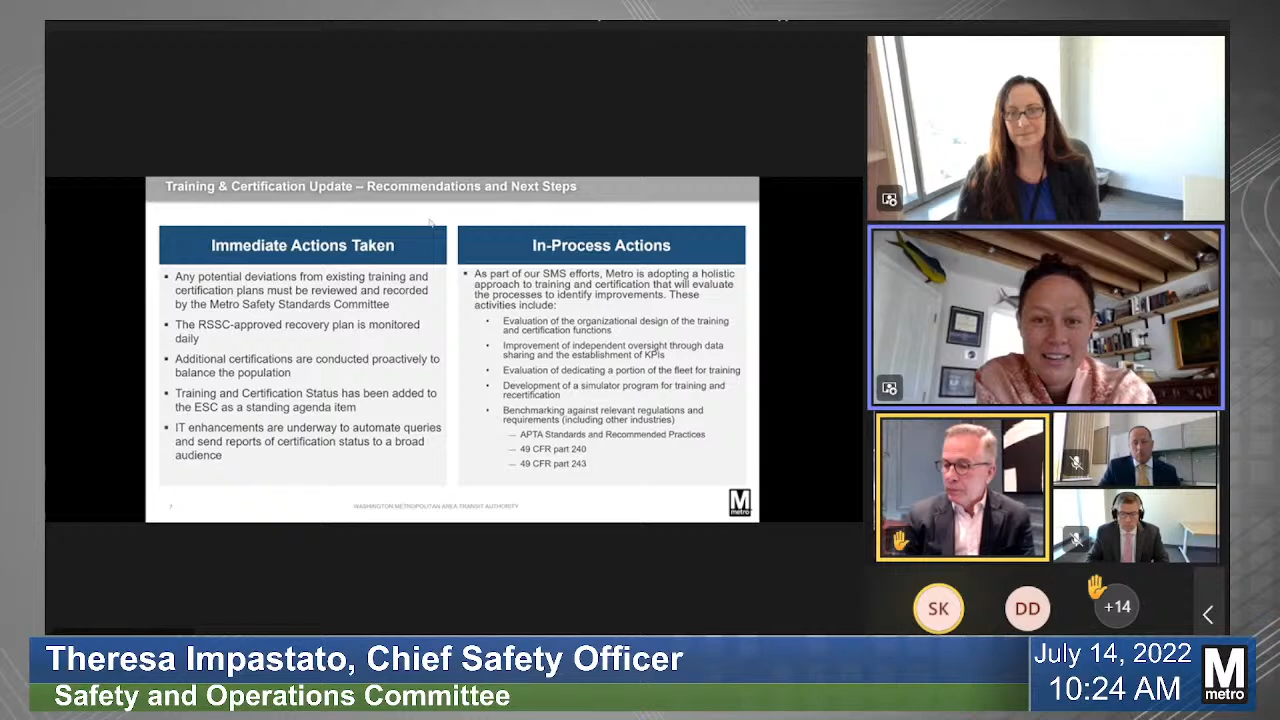 Training & Certification Update – Recommendations and Next Steps
Immediate Actions Taken
▪ Any potential deviations from existing training and
certification plans must be reviewed and recorded
by the Metro Safety Standards Committee
▪ The RSSC-approved recovery plan is monitored
daily
▪ Additional certifications are conducted proactively to
balance the population
▪ Training and Certification Status has been added to
the ESC as a standing agenda item
▪ IT enhancements are underway to automate queries
and send reports of certification status to a broad
audience
In-Process Actions
▪ As part of our SMS efforts, Metro is adopting a holistic
approach to training and certification that will evaluate
the processes to identify improvements. These
activities include:
• Evaluation of the organizational design of the training
and certification functions
• Improvement of independent oversight through data
sharing and the establishment of KPIs
• Evaluation of dedicating a portion of the fleet for training
• Development of a simulator program for training and
recertification
• Benchmarking against relevant regulations and
requirements (including other industries)
— APTA Standards and Recommended Practices
— 49 CFR part 240
— 49 CFR part 243
7
WASHINGTON METROPOLITAN AREA TRANSIT AUTHORITY
M
metro
SK
DD
+14
Theresa Impastato, Chief Safety Officer
Safety and Operations Committee
July 14, 2022
10:24 AM
M
metro